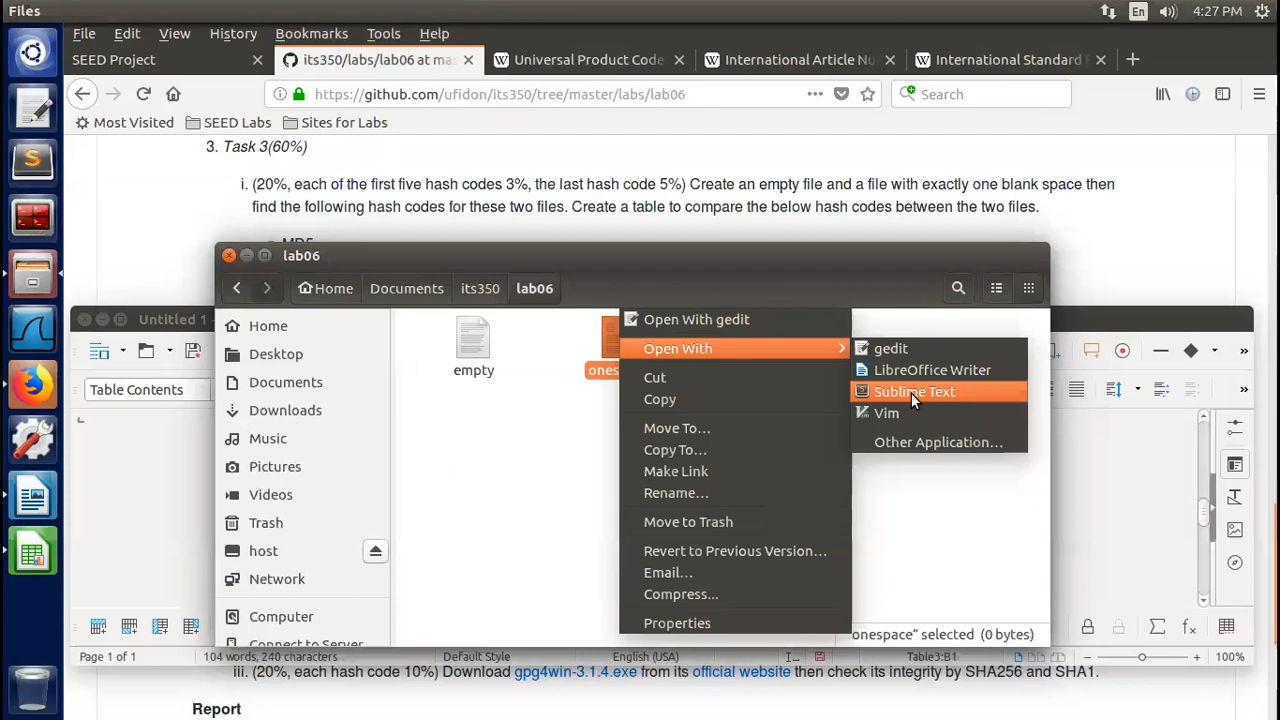 Files
En
4:27 PM
File Edit View History Bookmarks Tools Help
SEED Project
its350/labs/lab06 at mas
Universal Product Code
International Article Nu
International Standard
https://github.com/ufidon/its350/tree/master/labs/lab06
Search
Most Visited
SEED Labs
Sites for Labs
3. Task 3(60%)
i. (20%, each of the first five hash codes 3%, the last hash code 5%) Create an empty file and a file with exactly one blank space then
find the following hash codes for these two files. Create a table to compare the below hash codes between the two files.
MD5
lab06
Home
Documents
its350
lab06
Untitled 1
Table Contents
Home
Desktop
Documents
Downloads
Music
Pictures
Videos
Trash
host
Network
Computer
Connect to Server
empty
ones
Open With gedit
Open With
Cut
Copy
Move To…
Copy To…
Make Link
Rename…
Move to Trash
Revert to Previous Version…
Email…
Compress…
Properties
gedit
LibreOffice Writer
Sublime Text
Vim
Other Application…
onespace” selected (0 bytes)
Page 1 of 1
104 words, 240 characters
Default Style
English (USA)
Table3:B1
100%
iii. (20%, each hash code 10%) Download gpg4win-3.1.4.exe from its official website then check its integrity by SHA256 and SHA1.
Report